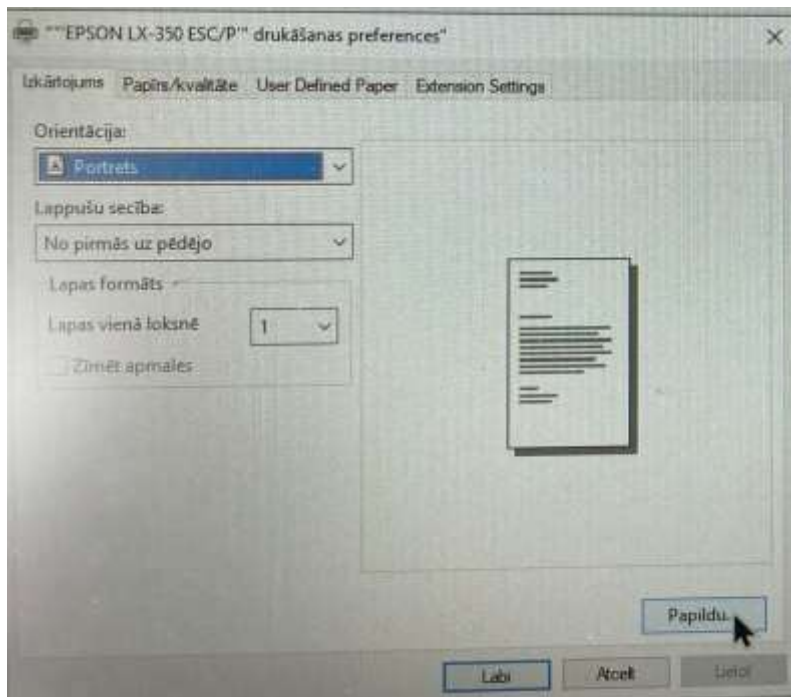 "''EPSON LX-350 ESC/P'" drukāšanas preferences"
Izkārtojums Papīrs/kvalitāte User Defined Paper Extension Settings
Orientācija:
Portrets
Lappušu secība:
No pirmās uz pēdējo
Lapas formāts
Lapas vienā loksnē 1
Zīmēt apmales
Papildu...
Labi Atcelt Lietot